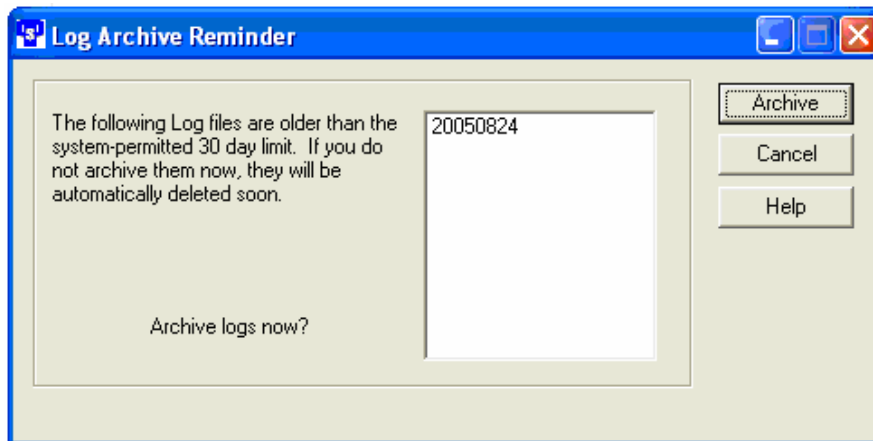 Log Archive Reminder
The following Log files are older than the
system-permitted 30 day limit.  If you do
not archive them now, they will be
automatically deleted soon.
20050824
Archive logs now?
Archive
Cancel
Help